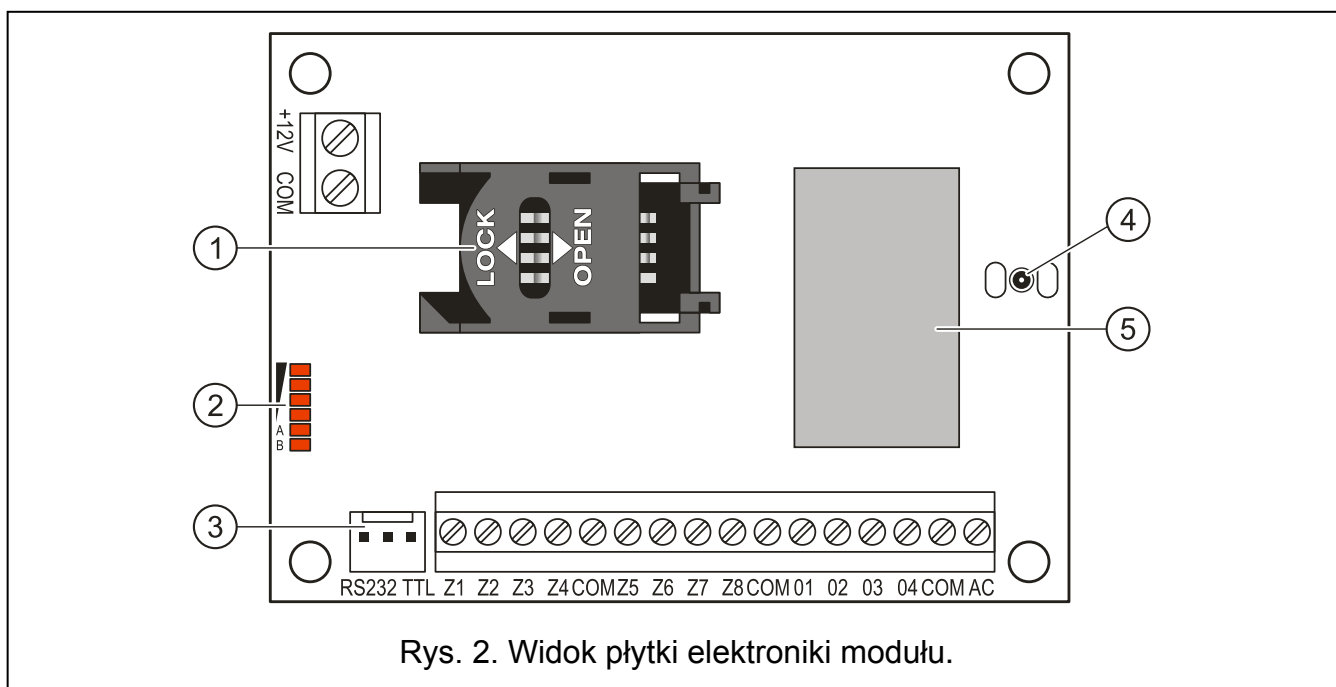 +12V
COM
1
LOCK
OPEN
4
5
2
A
B
3
RS232 TTL Z1 Z2 Z3 Z4 COM Z5 Z6 Z7 Z8 COM 01 02 03 04 COM AC
Rys. 2. Widok płytki elektroniki modułu.